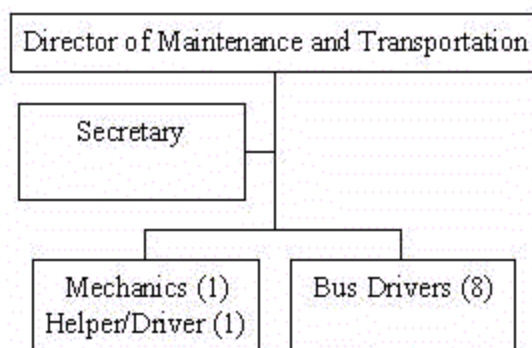 Director of Maintenance and Transportation
Secretary
Mechanics (1)
Helper/Driver (1)
Bus Drivers (8)